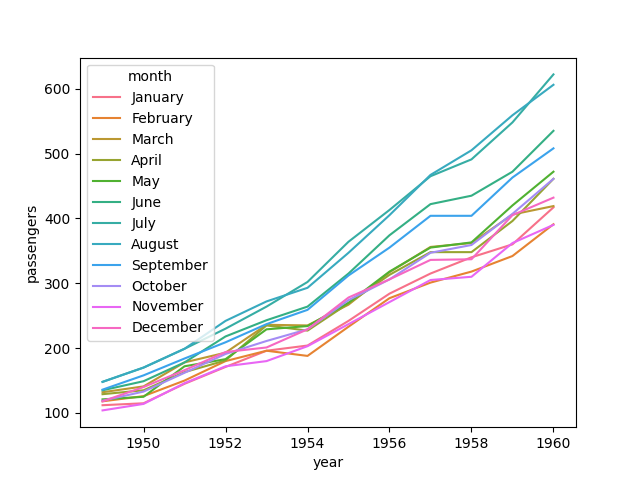 month
January
February
March
April
May
June
July
August
September
October
November
December
600
500
400
300
200
100
passengers
1950 1952 1954 1956 1958 1960
year